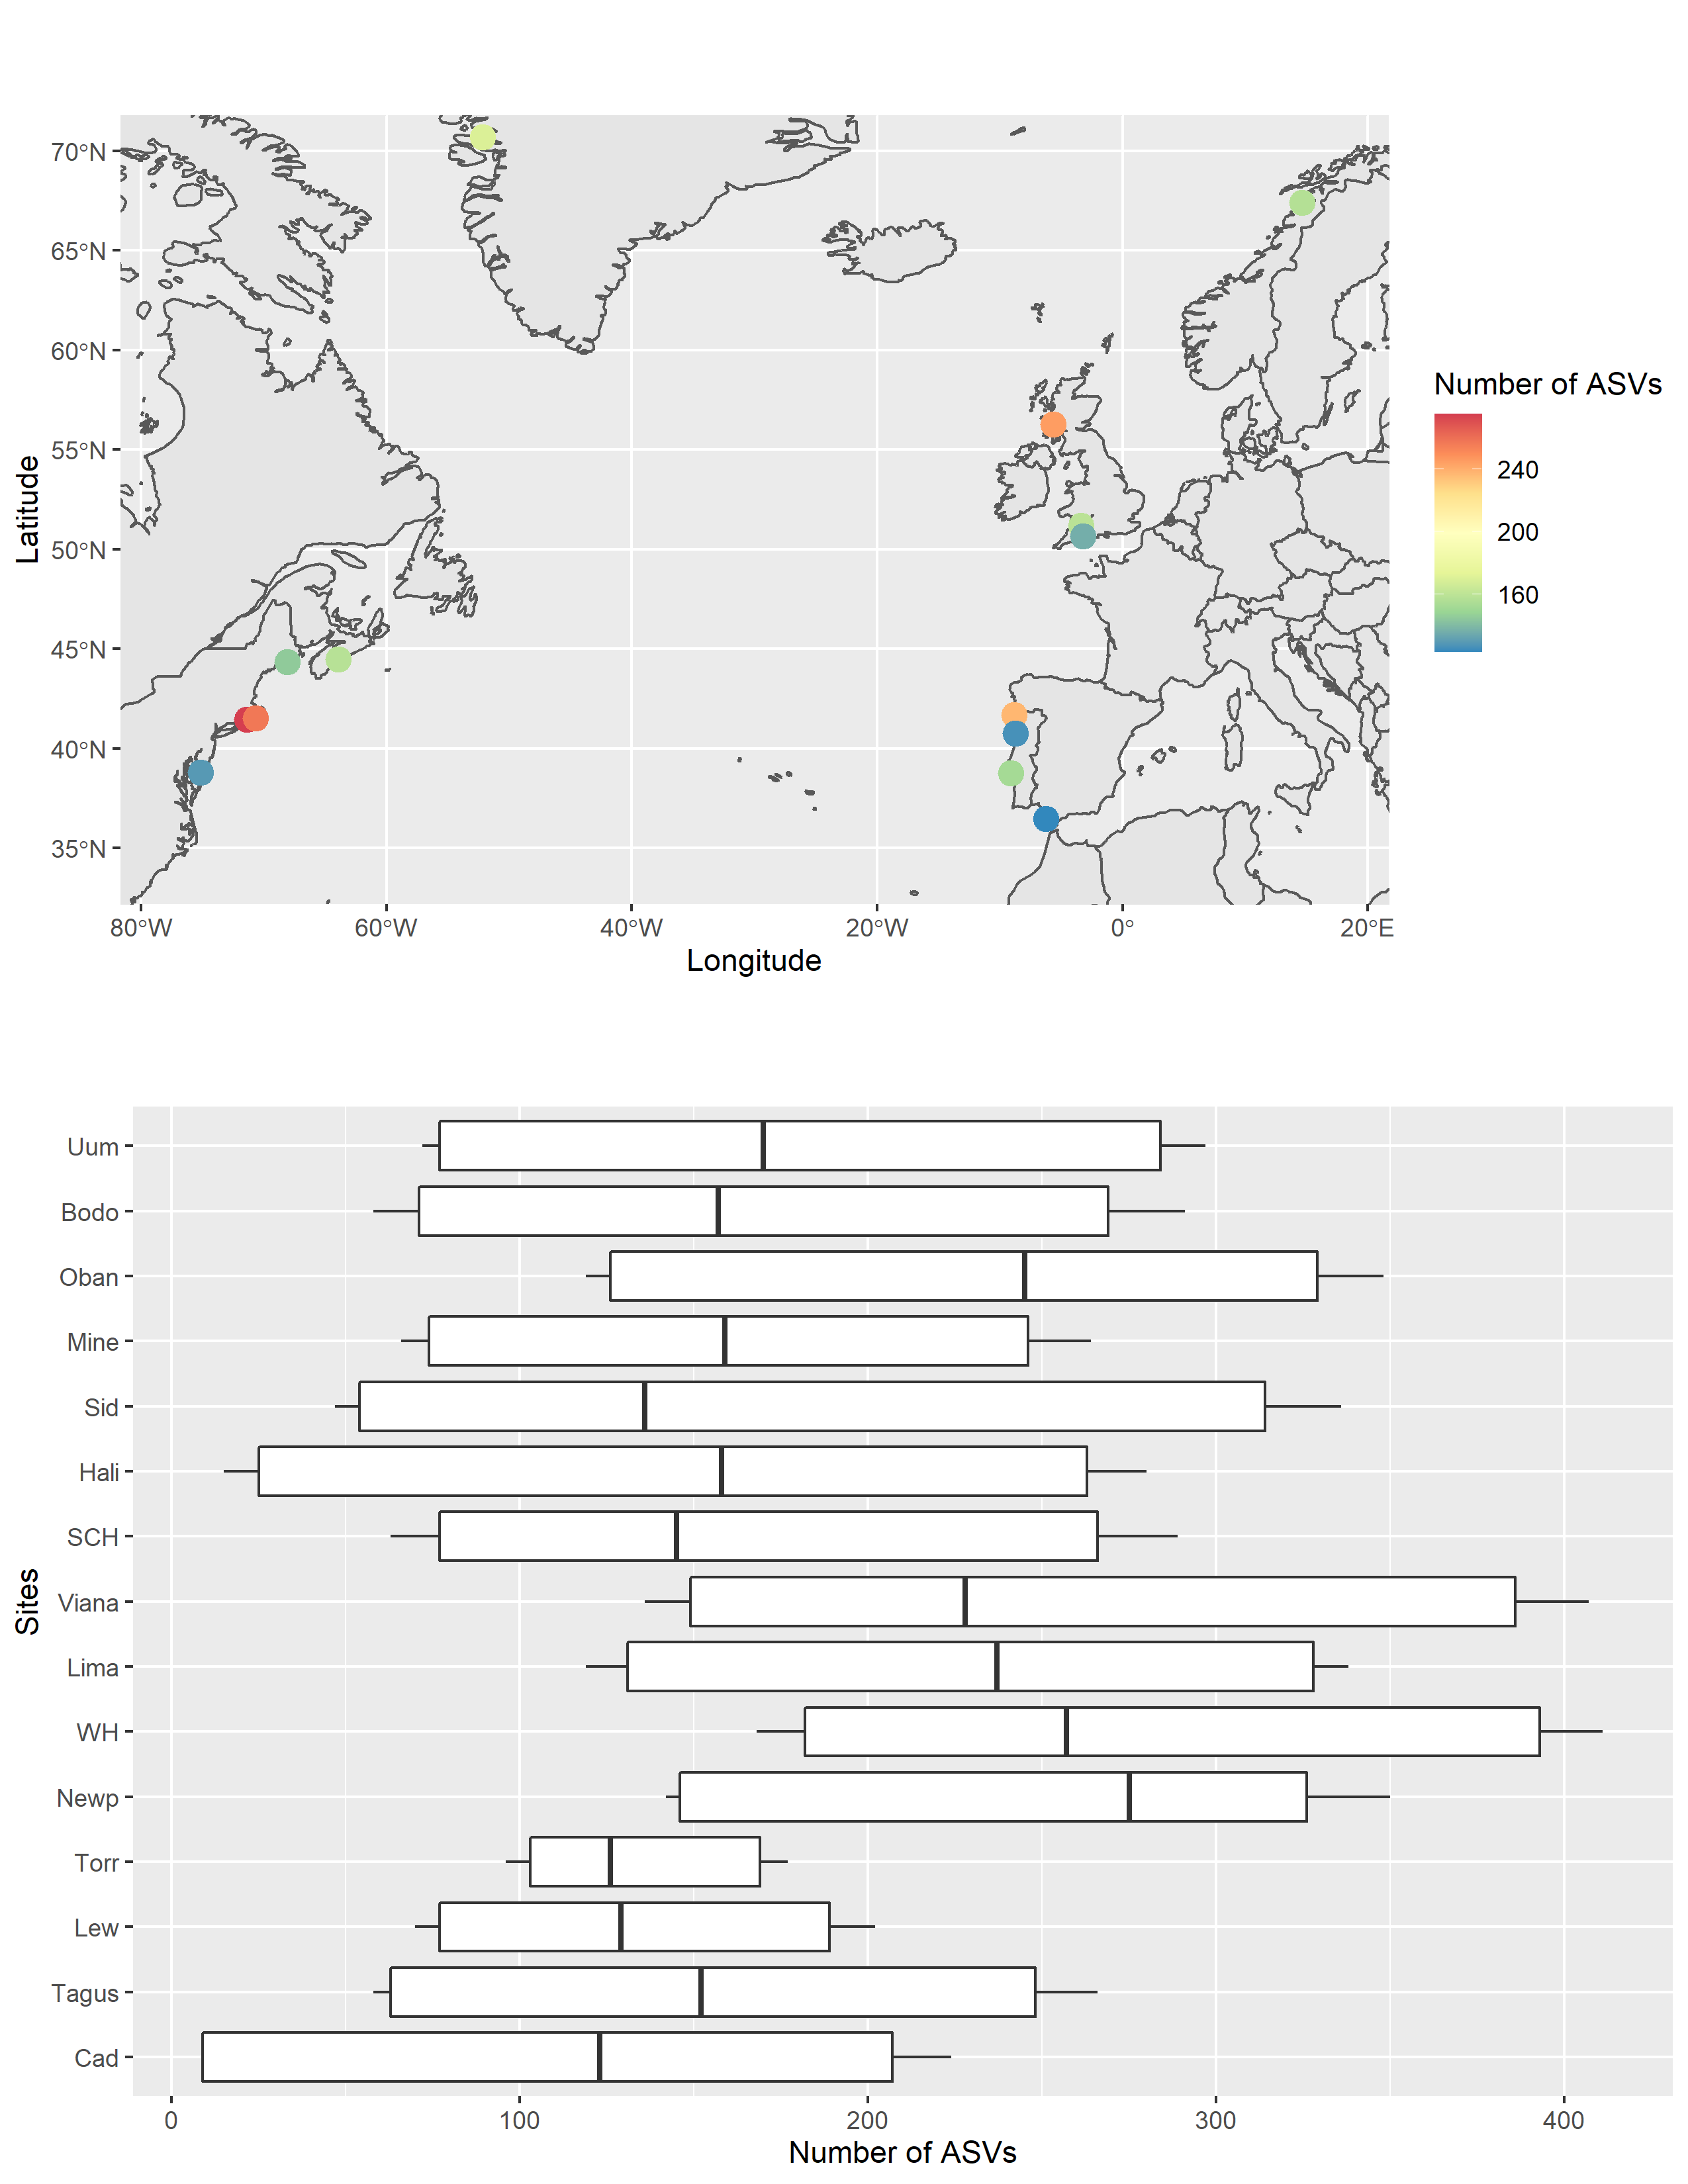 70°N
65°N
60°N
55°N
50°N
45°N
40°N
35°N
Latitude
80°W 60°W 40°W 20°W 0° 20°E
Longitude
Number of ASVs
240
200
160
Uum
Bodo
Oban
Mine
Sid
Hali
SCH
Viana
Lima
WH
Newp
Torr
Lew
Tagus
Cad
Sites
0 100 200 300 400
Number of ASVs